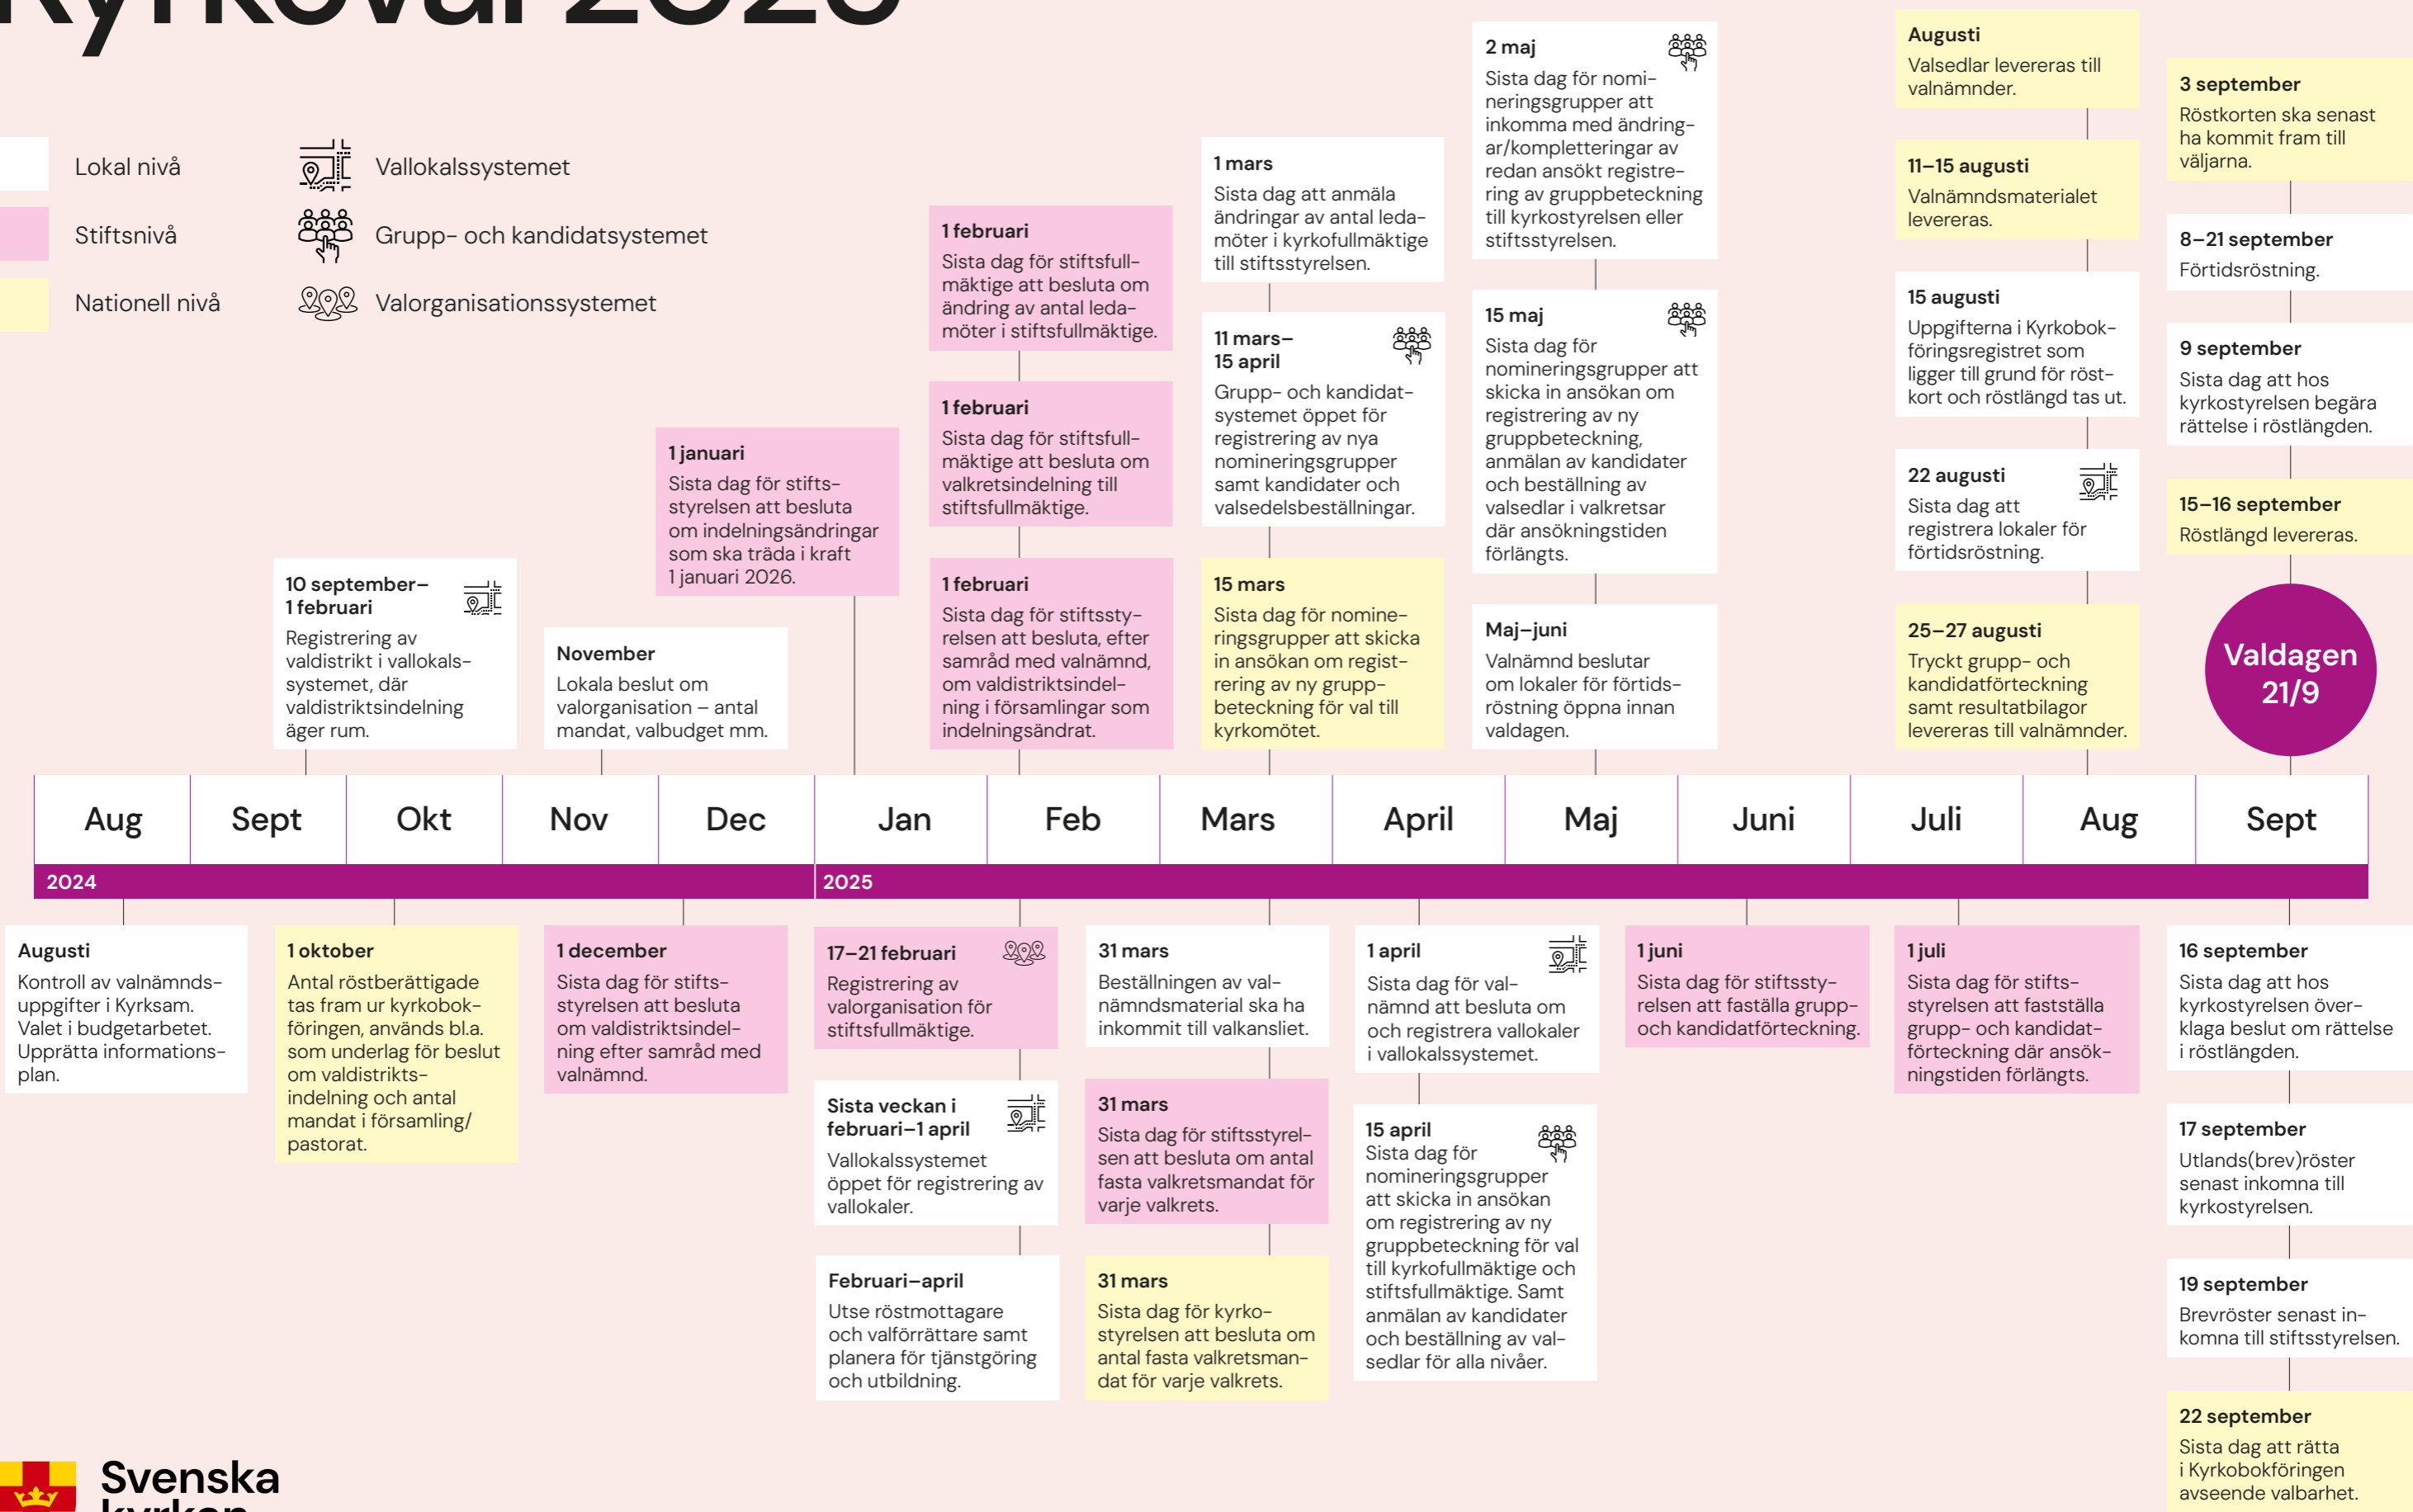 Kyrkoval 2025
Lokal nivå
Stiftsnivå
Nationell nivå
Vallokalssystemet
Grupp- och kandidatsystemet
Valorganisationssystemet
10 september–
1 februari
Registrering av
valdistrikt i vallokals-
systemet, där
valdistriktsindelning
äger rum.
November
Lokala beslut om
valorganisation – antal
mandat, valbudget mm.
1 januari
Sista dag för stifts-
styrelsen att besluta
om indelningsändringar
som ska träda i kraft
1 januari 2026.
1 februari
Sista dag för stiftsfull-
mäktige att besluta om
ändring av antal leda-
möter i stiftsfullmäktige.
1 februari
Sista dag för stiftsfull-
mäktige att besluta om
valkretsindelning till
stiftsfullmäktige.
1 februari
Sista dag för stiftssty-
relsen att besluta, efter
samråd med valnämnd,
om valdistriktsindel-
ning i församlingar som
indelningsändrat.
1 mars
Sista dag att anmäla
ändringar av antal leda-
möter i kyrkofullmäktige
till stiftsstyrelsen.
11 mars–
15 april
Grupp- och kandidat-
systemet öppet för
registrering av nya
nomineringsgrupper
samt kandidater och
valsedelsbeställningar.
15 mars
Sista dag för nomine-
ringsgrupper att skicka
in ansökan om regist-
rering av ny grupp-
beteckning för val till
kyrkomötet.
2 maj
Sista dag för nomi-
neringsgrupper att
inkomma med ändring-
ar/kompletteringar av
redan ansökt registre-
ring av gruppbeteckning
till kyrkostyrelsen eller
stiftsstyrelsen.
15 maj
Sista dag för
nomineringsgrupper att
skicka in ansökan om
registrering av ny
gruppbeteckning,
anmälan av kandidater
och beställning av
valsedlar i valkretsar
där ansökningstiden
förlängts.
Maj–juni
Valnämnd beslutar
om lokaler för förtids-
röstning öppna innan
valdagen.
Augusti
Valsedlar levereras till
valnämnder.
11–15 augusti
Valnämndsmaterialet
levereras.
15 augusti
Uppgifterna i Kyrkobok-
föringsregistret som
ligger till grund för röst-
kort och röstlängd tas ut.
22 augusti
Sista dag att
registrera lokaler för
förtidsröstning.
25–27 augusti
Tryckt grupp- och
kandidatförteckning
samt resultatbilagor
levereras till valnämnder.
3 september
Röstkorten ska senast
ha kommit fram till
väljarna.
8–21 september
Förtidsröstning.
9 september
Sista dag att hos
kyrkostyrelsen begära
rättelse i röstlängden.
15–16 september
Röstlängd levereras.
Valdagen
21/9
Aug
Sept
Okt
Nov
Dec
Jan
Feb
Mars
April
Maj
Juni
Juli
Aug
Sept
2024
2025
Augusti
Kontroll av valnämnds-
uppgifter i Kyrksam.
Valet i budgetarbetet.
Upprätta informations-
plan.
1 oktober
Antal röstberättigade
tas fram ur kyrkobok-
föringen, används bl.a.
som underlag för beslut
om valdistrikts-
indelning och antal
mandat i församling/
pastorat.
1 december
Sista dag för stifts-
styrelsen att besluta
om valdistriktsindel-
ning efter samråd med
valnämnd.
17–21 februari
Registrering av
valorganisation för
stiftsfullmäktige.
Sista veckan i
februari–1 april
Vallokalssystemet
öppet för registrering av
vallokaler.
Februari–april
Utse röstmottagare
och valförrättare samt
planera för tjänstgöring
och utbildning.
31 mars
Beställningen av val-
nämndsmaterial ska ha
inkommit till valkansliet.
31 mars
Sista dag för stiftsstyrel-
sen att besluta om antal
fasta valkretsmandat för
varje valkrets.
31 mars
Sista dag för kyrko-
styrelsen att besluta om
antal fasta valkretsman-
dat för varje valkrets.
1 april
Sista dag för val-
nämnd att besluta om
och registrera vallokaler
i vallokalssystemet.
15 april
Sista dag för
nomineringsgrupper
att skicka in ansökan
om registrering av ny
gruppbeteckning för val
till kyrkofullmäktige och
stiftsfullmäktige. Samt
anmälan av kandidater
och beställning av val-
sedlar för alla nivåer.
1 juni
Sista dag för stiftssty-
relsen att faställa grupp-
och kandidatförteckning.
1 juli
Sista dag för stifts-
styrelsen att fastställa
grupp- och kandidat-
förteckning där ansök-
ningstiden förlängts.
16 september
Sista dag att hos
kyrkostyrelsen över-
klaga beslut om rättelse
i röstlängden.
17 september
Utlands(brev)röster
senast inkomna till
kyrkostyrelsen.
19 september
Brevröster senast in-
komna till stiftsstyrelsen.
22 september
Sista dag att rätta
i Kyrkobokföringen
avseende valbarhet.
Svenska
kyrkan